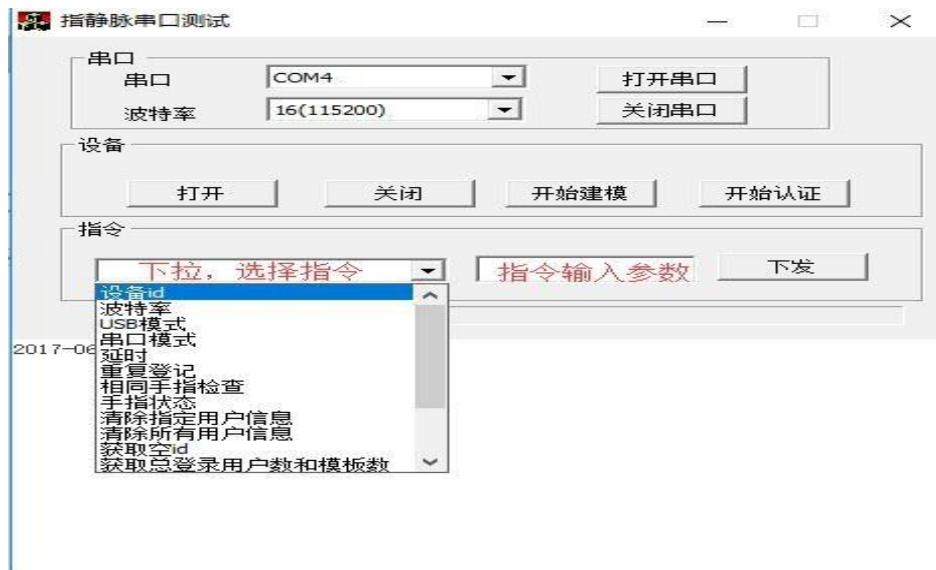 指静脉串口测试
串口
串口 COM4 打开串口
波特率 16(115200) 关闭串口
设备
打开 关闭 开始建模 开始认证
指令
下拉，选择指令 指令输入参数 下发
设备id
波特率
USB模式
串口模式
2017-06
延时
重复登记
相同手指检查
手指状态
清除指定用户信息
清除所有用户信息
获取空id
获取总登录用户数和模板数